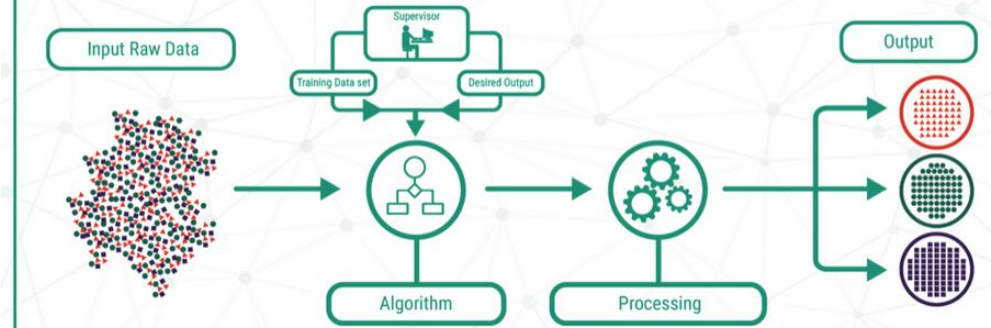 Supervisor
Input Raw Data
Output
Training Data set
Desired Output
Algorithm
Processing